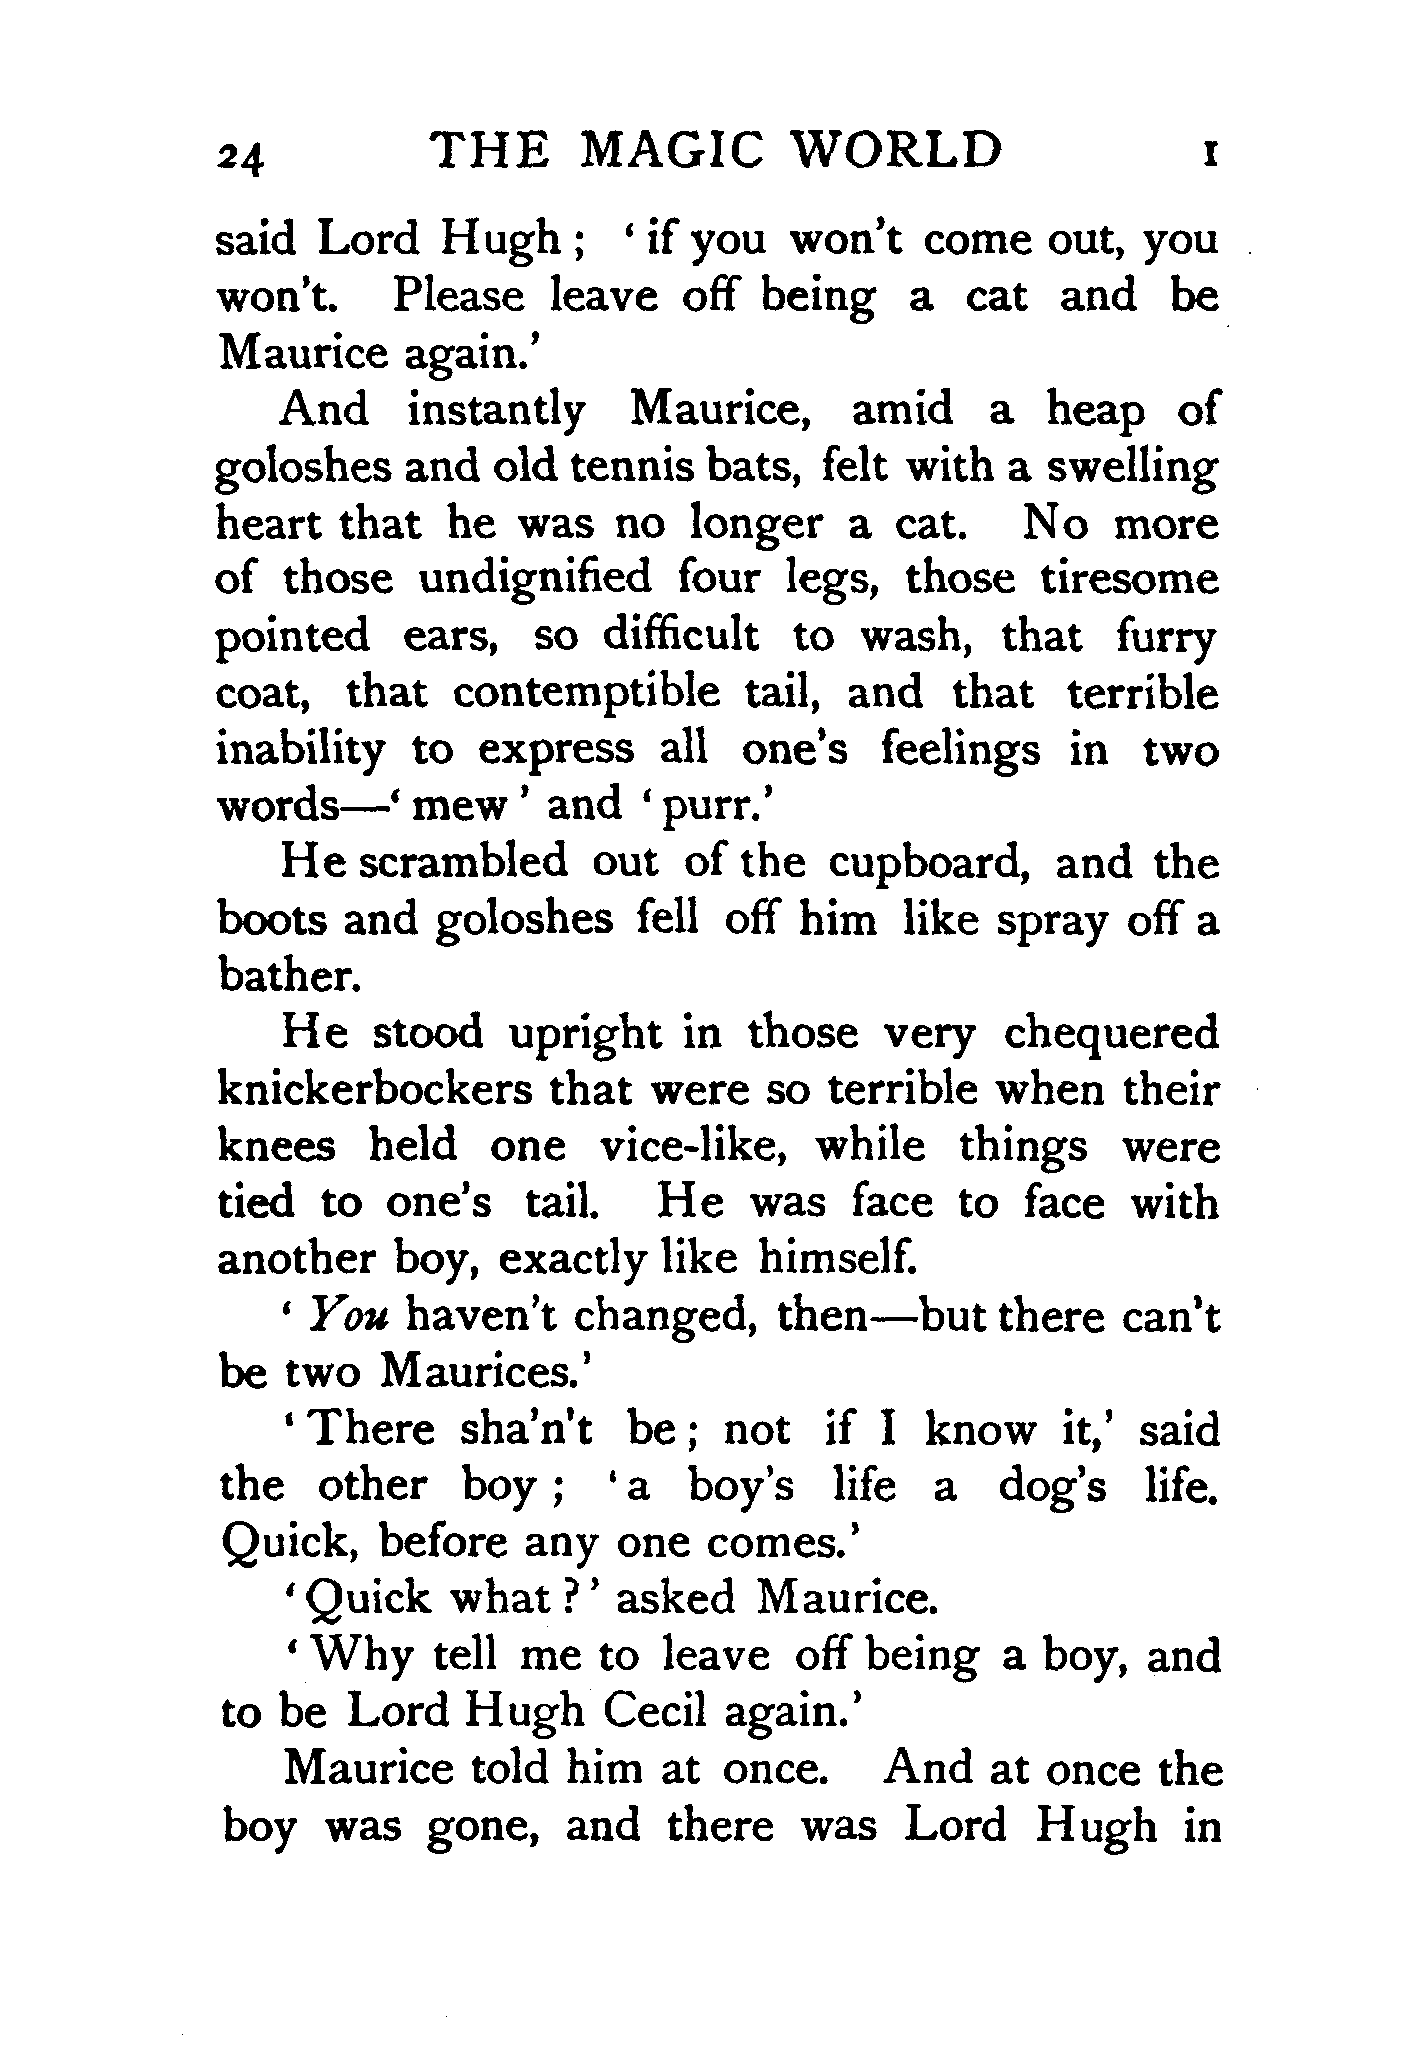 24 THE MAGIC WORLD I
said Lord Hugh; ‘if you won't come out, you
won't. Please leave off being a cat and be
Maurice again.’
And instantly Maurice, amid a heap of
goloshes and old tennis bats, felt with a swelling
heart that he was no longer a cat. No more
of those undignified four legs, those tiresome
pointed ears, so difficult to wash, that furry
coat, that contemptible tail, and that terrible
inability to express all one's feelings in two
words—‘mew’ and ‘purr.’
He scrambled out of the cupboard, and the
boots and goloshes fell off him like spray off a
bather.
He stood upright in those very chequered
knickerbockers that were so terrible when their
knees held one vice-like, while things were
tied to one's tail. He was face to face with
another boy, exactly like himself.
‘You haven't changed, then—but there can't
be two Maurices.’
‘There sha'n't be; not if I know it,’ said
the other boy; ‘a boy's life a dog's life.
Quick, before any one comes.’
‘Quick what?’ asked Maurice.
‘Why tell me to leave off being a boy, and
to be Lord Hugh Cecil again.’
Maurice told him at once. And at once the
boy was gone, and there was Lord Hugh in